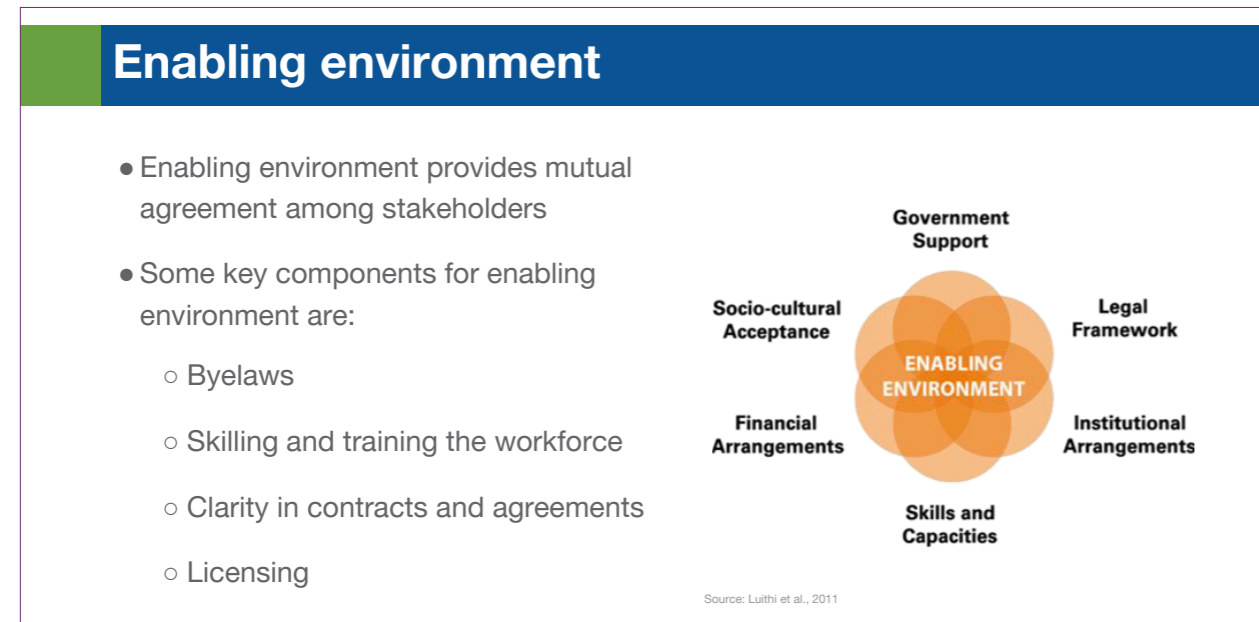 Enabling environment
● Enabling environment provides mutual
agreement among stakeholders
● Some key components for enabling
environment are:
○ Byelaws
○ Skilling and training the workforce
○ Clarity in contracts and agreements
○ Licensing
Government
Support
Socio-cultural
Acceptance
Legal
Framework
ENABLING
ENVIRONMENT
Financial
Arrangements
Institutional
Arrangements
Skills and
Capacities
Source: Luithi et al., 2011